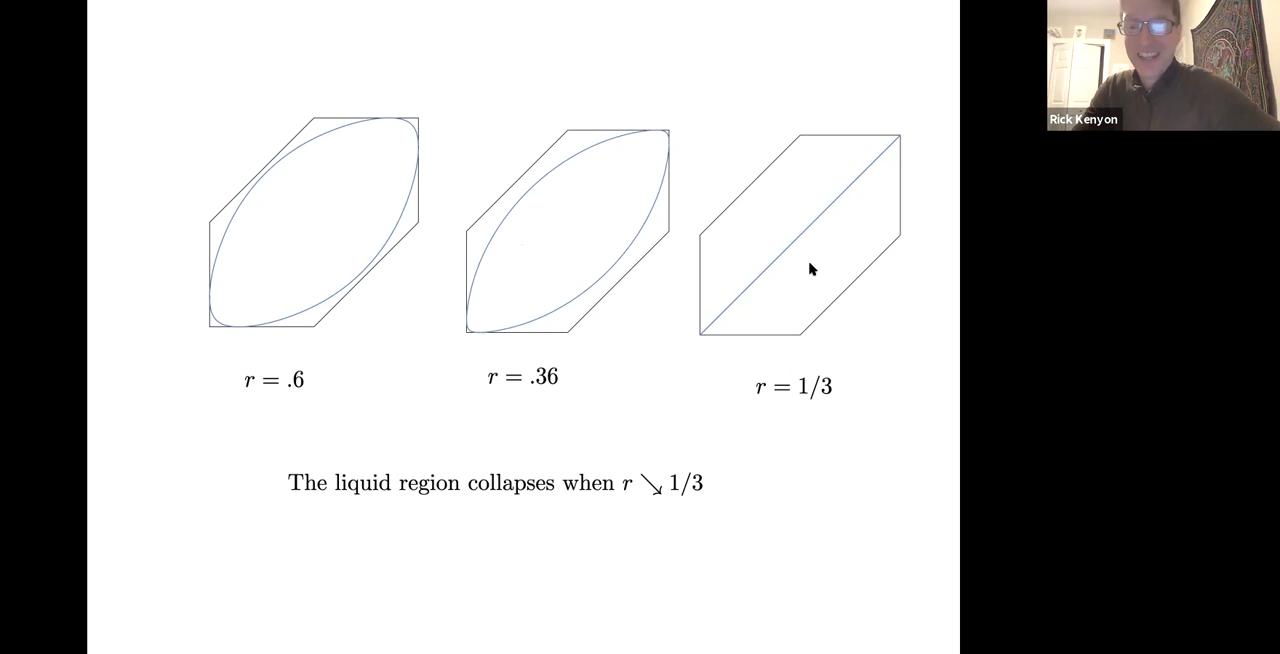 Rick Kenyon
r = .6
r = .36
r = 1/3
The liquid region collapses when r ↘ 1/3